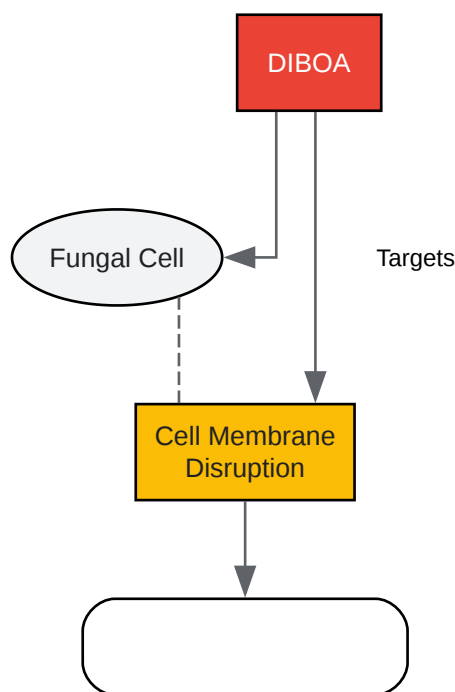 DIBOA
Fungal Cell
Targets
Cell Membrane
Disruption